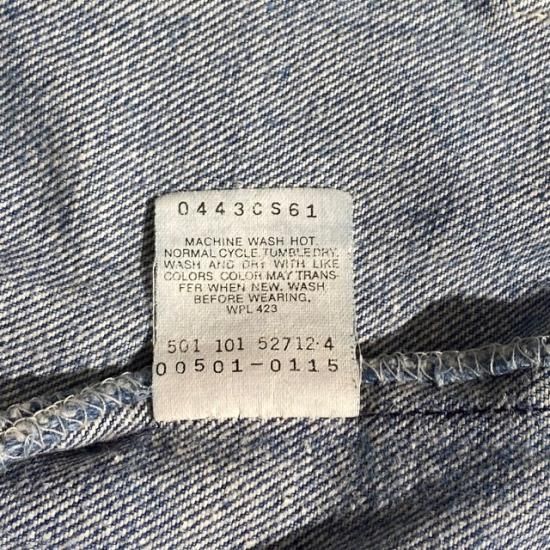 0443CS61
MACHINE WASH HOT.
NORMAL CYCLE. TUMBLE DRY.
WASH AND DRY WITH LIKE
COLORS. COLOR MAY TRANS-
FER WHEN NEW. WASH
BEFORE WEARING.
WPL 423
501 101 52712-4
00501-0115